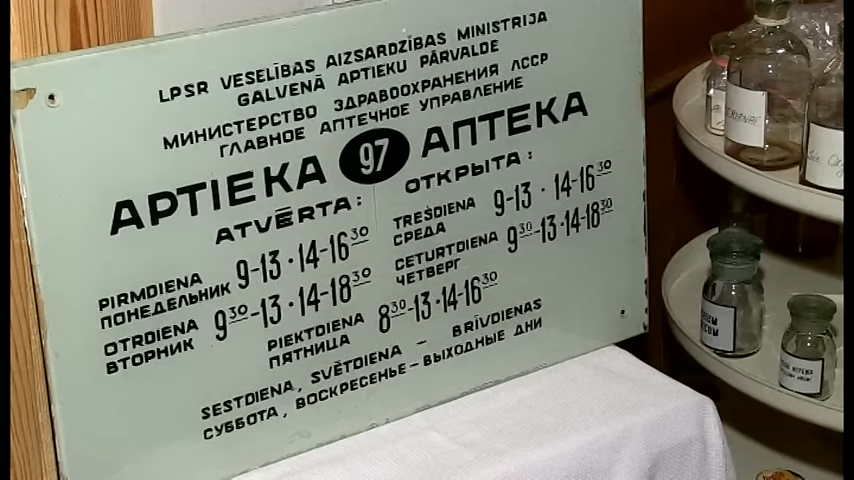 LPSR VESELĪBAS AIZSARDZĪBAS MINISTRIJA
GALVENĀ APTIEKU PĀRVALDE
МИНИСТЕРСТВО ЗДРАВООХРАНЕНИЯ ЛССР
ГЛАВНОЕ АПТЕЧНОЕ УПРАВЛЕНИЕ
APTIEKA 97 АПТЕКА
ATVĒRTA: ОТКРЫТА:
PIRMDIENA
ПОНЕДЕЛЬНИК 9-13 · 14-16³⁰
OTRDIENA
ВТОРНИК 9³⁰-13 · 14-18³⁰
TREŠDIENA
СРЕДА 9-13 · 14-16³⁰
CETURTDIENA
ЧЕТВЕРГ 9³⁰-13·14-18³⁰
PIEKTDIENA
ПЯТНИЦА 8³⁰-13·14-16³⁰
SESTDIENA, SVĒTDIENA – BRĪVDIENAS
СУББОТА, ВОСКРЕСЕНЬЕ – ВЫХОДНЫЕ ДНИ